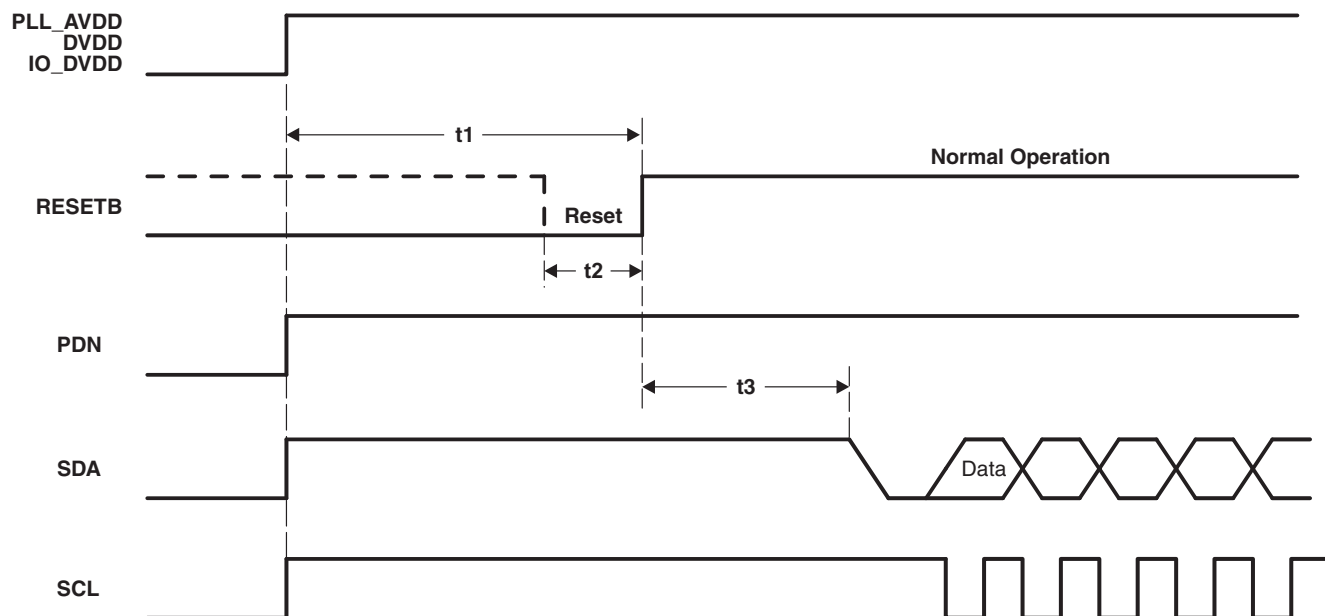 PLL_AVDD
DVDD
IO_DVDD
t1
Normal Operation
RESETB
Reset
t2
PDN
t3
SDA
Data
SCL